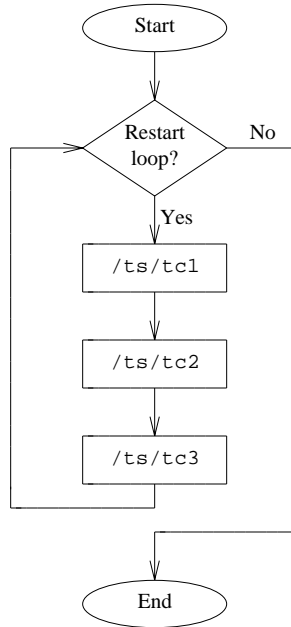 Start
Restart
loop?
No
Yes
/ts/tc1
/ts/tc2
/ts/tc3
End